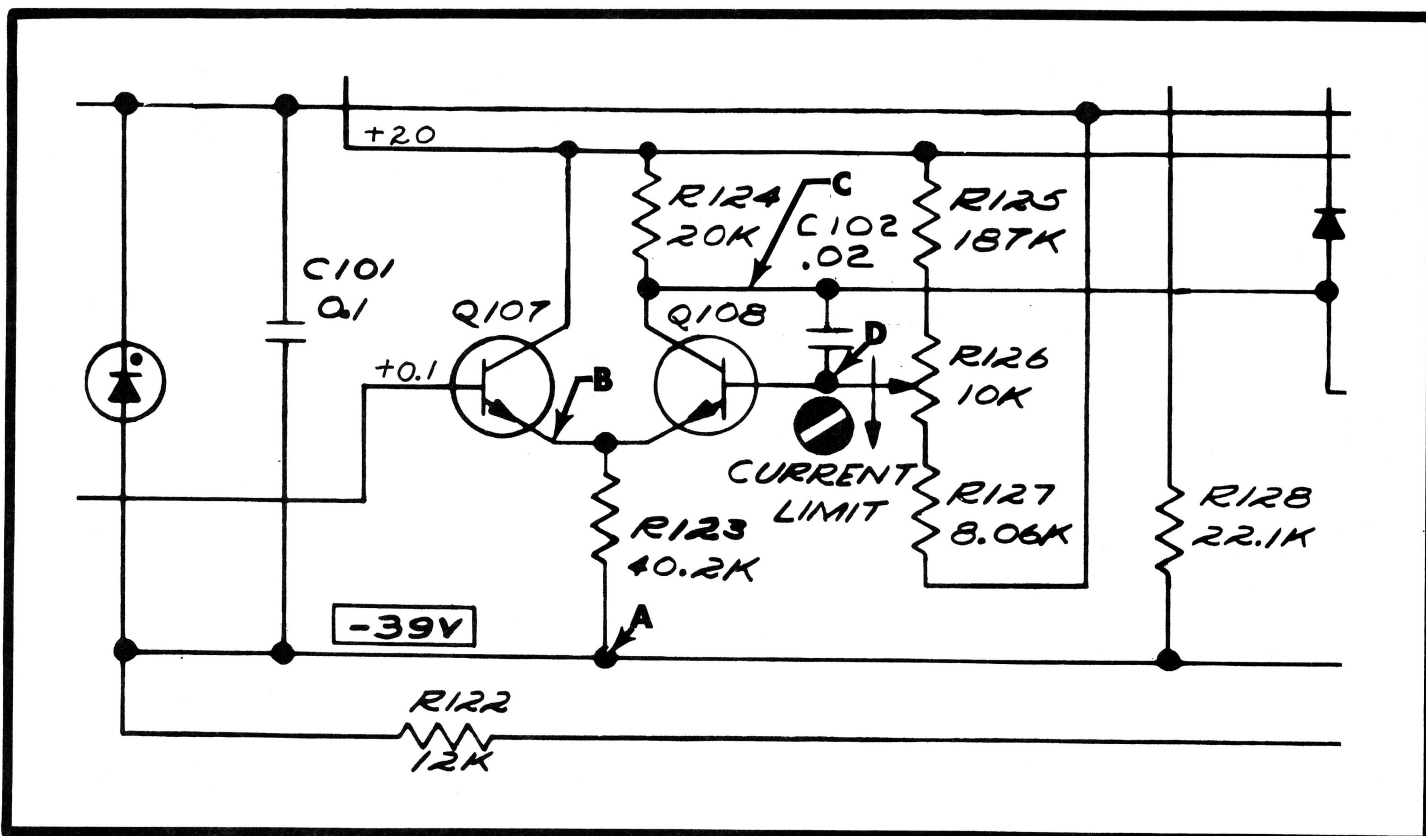 +20
R124
20K
C
C102
.02
R125
187K
C101
0.1
Q107
Q108
+0.1
B
D
R126
10K
CURRENT
LIMIT
R127
8.06K
R128
22.1K
R123
40.2K
-39V
A
R122
12K